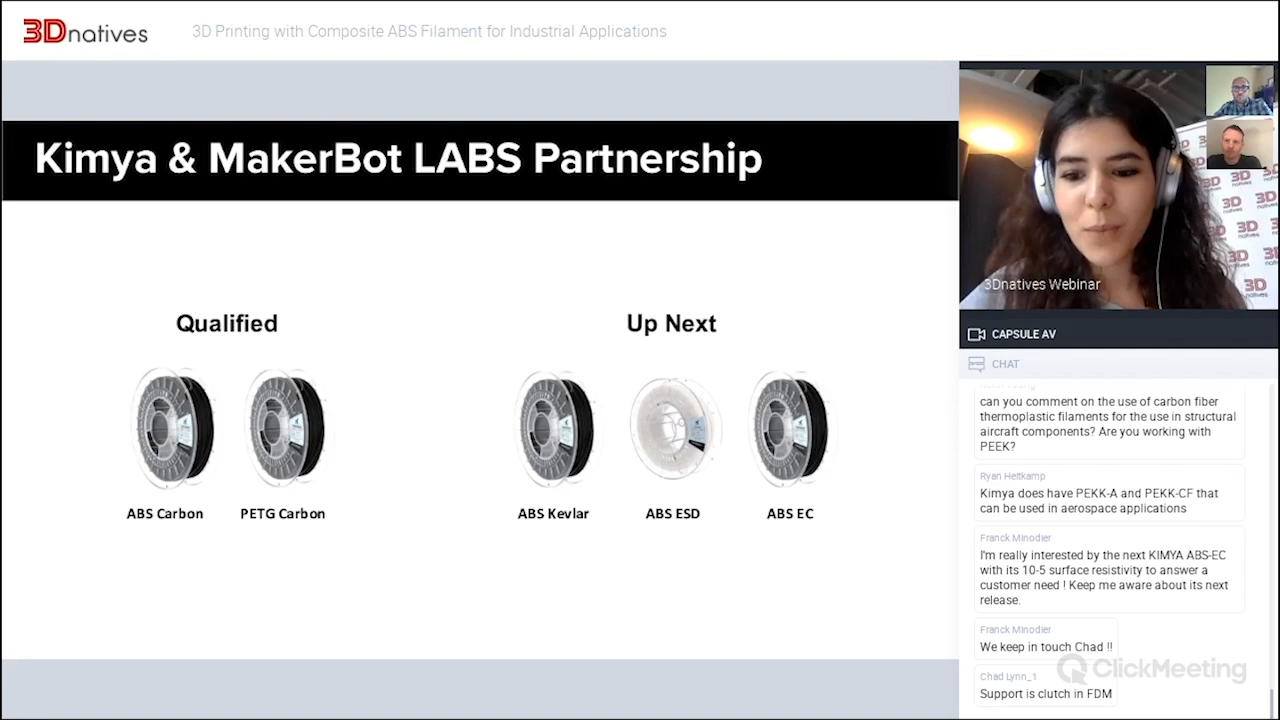 3Dnatives
3D Printing with Composite ABS Filament for Industrial Applications
Kimya & MakerBot LABS Partnership
Qualified
Up Next
ABS Carbon
PETG Carbon
ABS Kevlar
ABS ESD
ABS EC
3Dnatives Webinar
CAPSULE AV
CHAT
can you comment on the use of carbon fiber
thermoplastic filaments for the use in structural
aircraft components? Are you working with
PEEK?
Ryan Heitkamp
Kimya does have PEKK-A and PEKK-CF that
can be used in aerospace applications
Franck Minodier
I'm really interested by the next KIMYA ABS-EC
with its 10-5 surface resistivity to answer a
customer need ! Keep me aware about its next
release.
Franck Minodier
We keep in touch Chad !!
Chad Lynn_1
Support is clutch in FDM
ClickMeeting